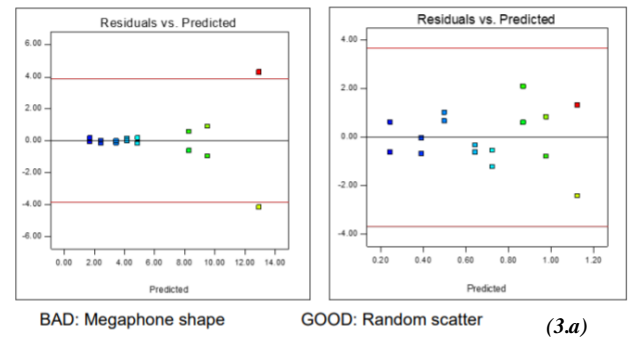 Residuals vs. Predicted
6.00
4.00
2.00
0.00
-2.00
-4.00
-6.00
0.00 2.00 4.00 6.00 8.00 10.00 12.00 14.00
Predicted
Residuals vs. Predicted
4.00
2.00
0.00
-2.00
-4.00
0.20 0.40 0.60 0.80 1.00 1.20
Predicted
BAD: Megaphone shape
GOOD: Random scatter
(3.a)